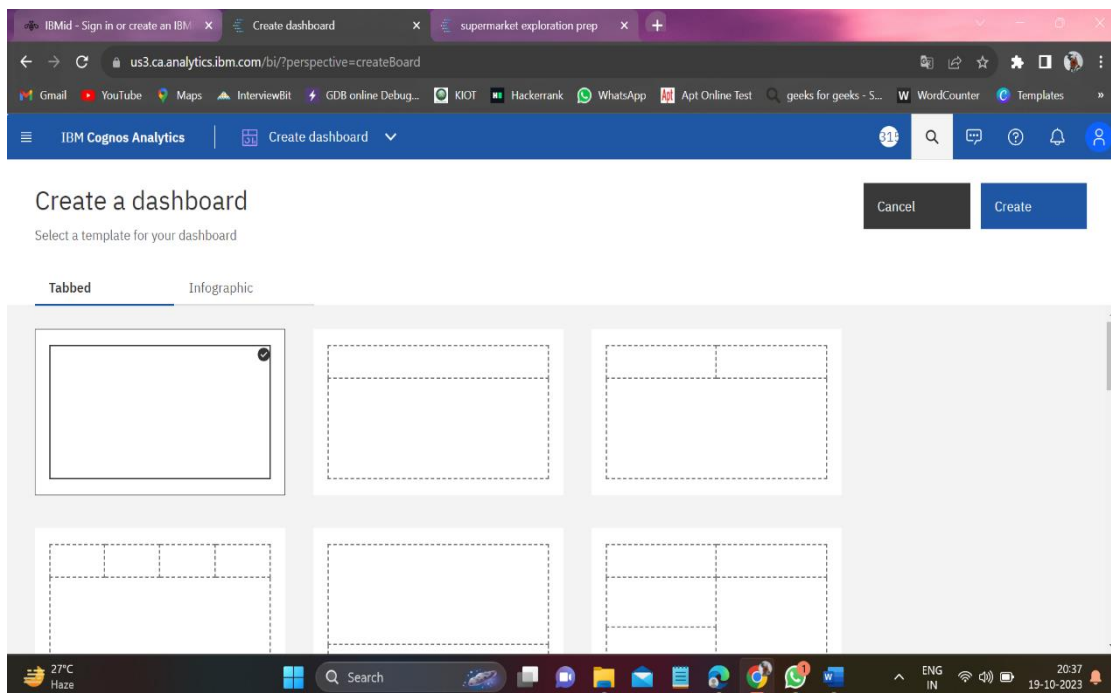 IBMid - Sign in or create an IBM
Create dashboard
supermarket exploration prep
us3.ca.analytics.ibm.com/bi/?perspective=createBoard
Gmail
YouTube
Maps
InterviewBit
GDB online Debug...
KIOT
Hackerrank
WhatsApp
Apt
Apt Online Test
geeks for geeks - S...
W
WordCounter
Templates
»
IBM Cognos Analytics
Create dashboard
Create a dashboard
Cancel
Create
Select a template for your dashboard
Tabbed
Infographic
27°C
Haze
Search
1
W
ENG
IN
20:37
19-10-2023